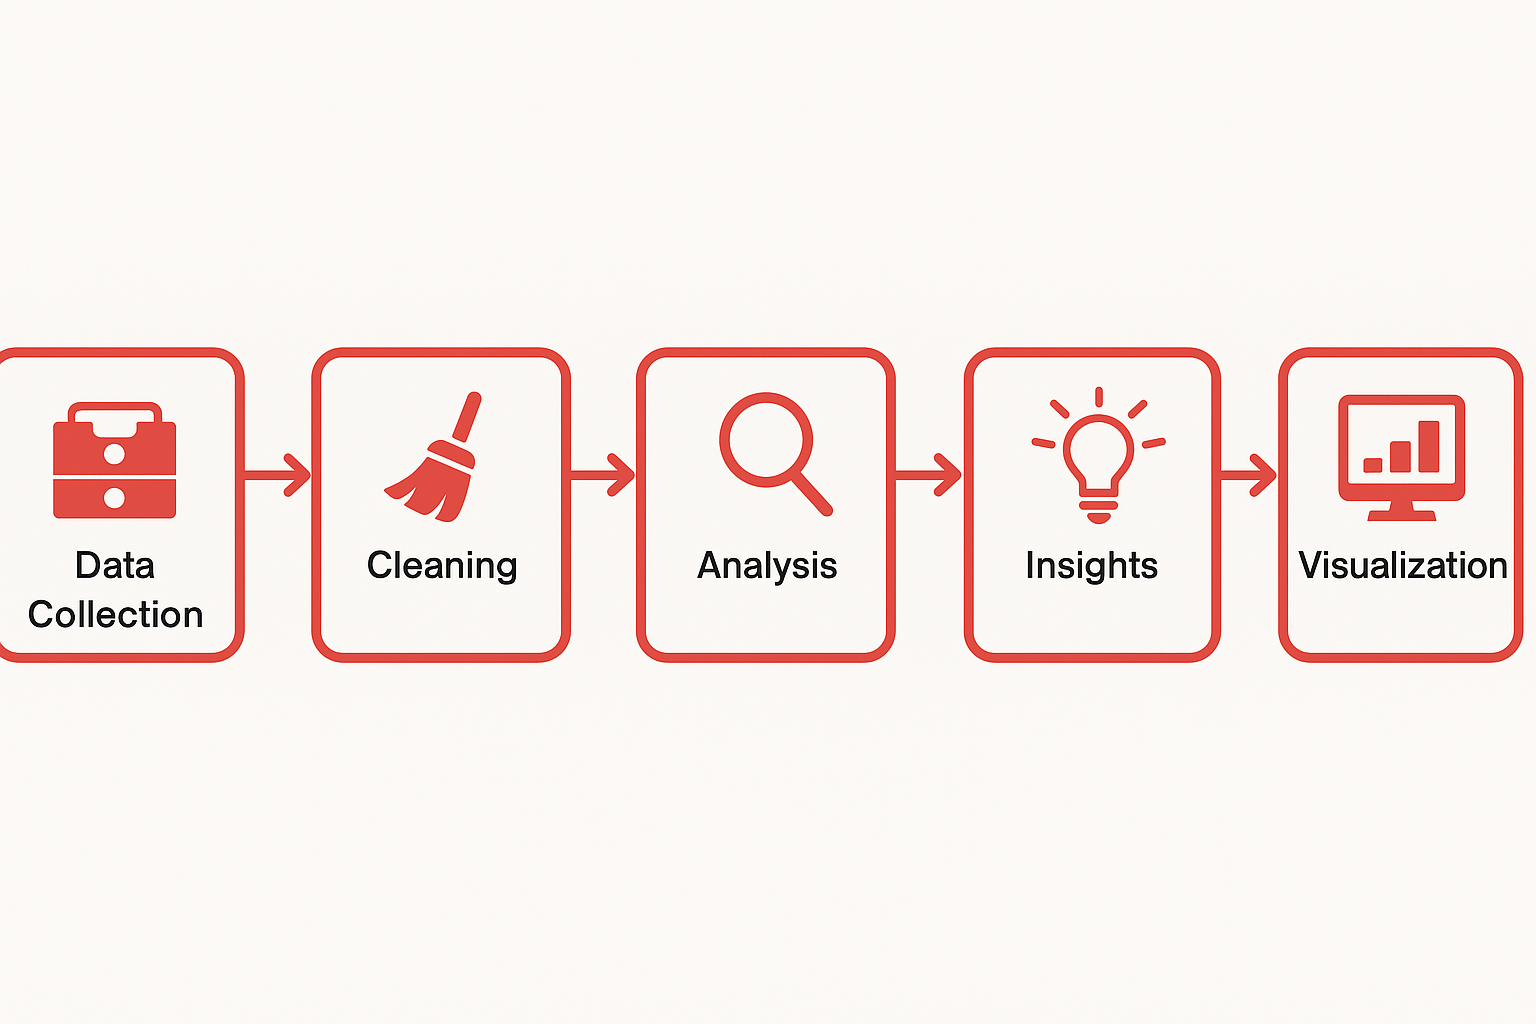 Data
Collection
Cleaning
Analysis
Insights
Visualization